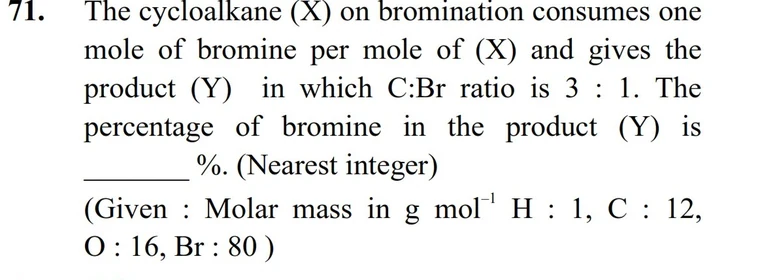 71. The cycloalkane (X) on bromination consumes one
mole of bromine per mole of (X) and gives the
product (Y) in which C:Br ratio is 3 : 1. The
percentage of bromine in the product (Y) is
________ %. (Nearest integer)
(Given : Molar mass in g mol⁻¹ H : 1, C : 12,
O : 16, Br : 80 )